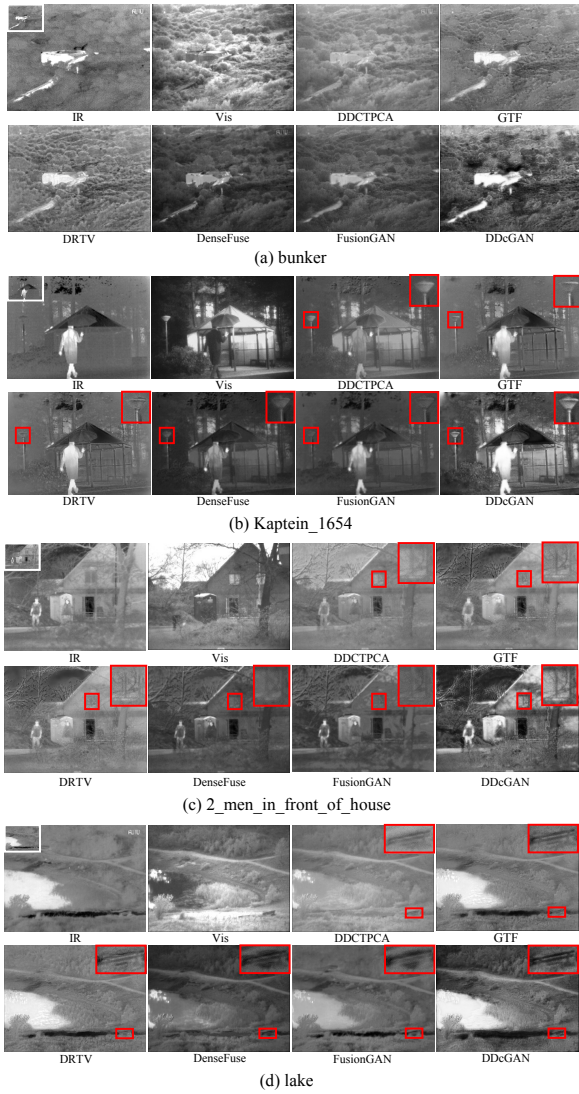 IR Vis DDCTPCA GTF
DRTV DenseFuse FusionGAN DDcGAN
(a) bunker
IR Vis DDCTPCA GTF
DRTV DenseFuse FusionGAN DDcGAN
(b) Kaptein_1654
IR Vis DDCTPCA GTF
DRTV DenseFuse FusionGAN DDcGAN
(c) 2_men_in_front_of_house
IR Vis DDCTPCA GTF
DRTV DenseFuse FusionGAN DDcGAN
(d) lake